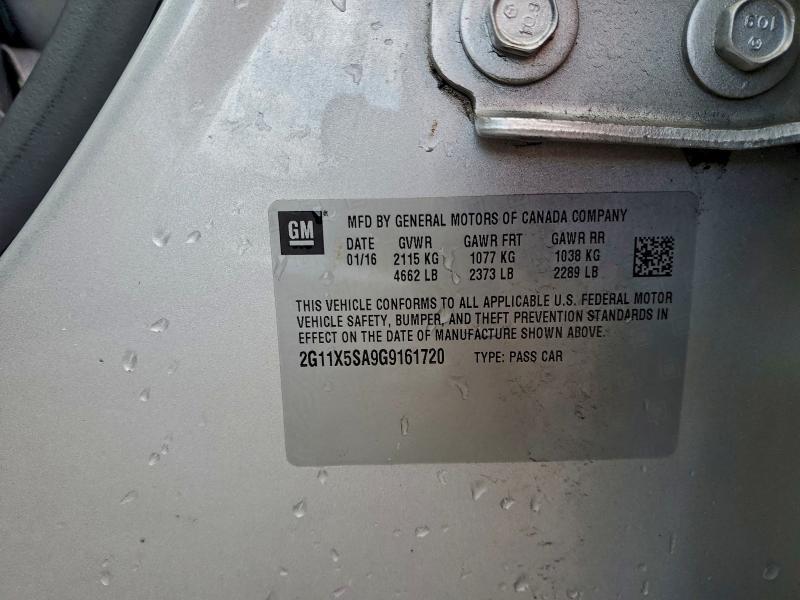 108
109
GM
MFD BY GENERAL MOTORS OF CANADA COMPANY
DATE GVWR GAWR FRT GAWR RR
01/16 2115 KG 1077 KG 1038 KG
4662 LB 2373 LB 2289 LB
THIS VEHICLE CONFORMS TO ALL APPLICABLE U.S. FEDERAL MOTOR
VEHICLE SAFETY, BUMPER, AND THEFT PREVENTION STANDARDS IN
EFFECT ON THE DATE OF MANUFACTURE SHOWN ABOVE.
2G11X5SA9G9161720 TYPE: PASS CAR